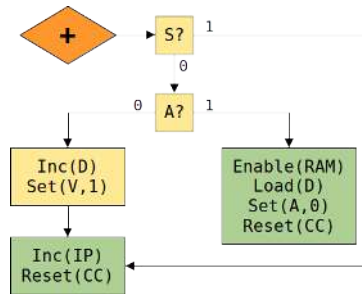 +
S?
1
0
0
A?
1
Inc(D)
Set(V,1)
Enable(RAM)
Load(D)
Set(A,0)
Reset(CC)
Inc(IP)
Reset(CC)